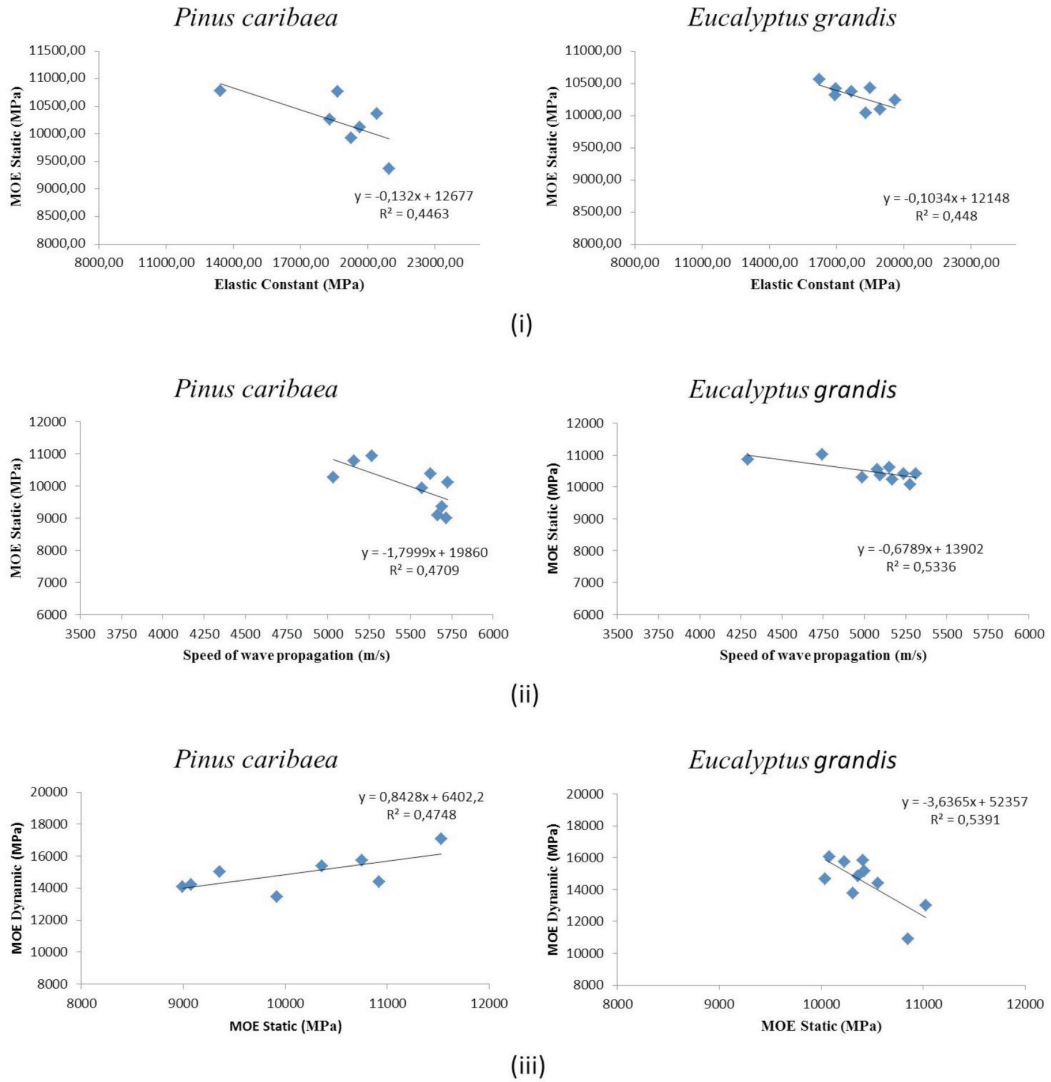 Pinus caribaea
11500,00
11000,00
10500,00
10000,00
9500,00
9000,00
8500,00
8000,00
MOE Static (MPa)
y = -0,132x + 12677
R² = 0,4463
8000,00 11000,00 14000,00 17000,00 20000,00 23000,00
Elastic Constant (MPa)
Eucalyptus grandis
11000,00
10500,00
10000,00
9500,00
9000,00
8500,00
8000,00
MOE Static (MPa)
y = -0,1034x + 12148
R² = 0,448
8000,00 11000,00 14000,00 17000,00 20000,00 23000,00
Elastic Constant (MPa)
(i)
Pinus caribaea
12000
11000
10000
9000
8000
7000
6000
MOE Static (MPa)
y = -1,7999x + 19860
R² = 0,4709
3500 3750 4000 4250 4500 4750 5000 5250 5500 5750 6000
Speed of wave propagation (m/s)
Eucalyptus grandis
12000
11000
10000
9000
8000
7000
6000
MOE Static (MPa)
y = -0,6789x + 13902
R² = 0,5336
3500 3750 4000 4250 4500 4750 5000 5250 5500 5750 6000
Speed of wave propagation (m/s)
(ii)
Pinus caribaea
20000
18000
16000
14000
12000
10000
8000
MOE Dynamic (MPa)
y = 0,8428x + 6402,2
R² = 0,4748
8000 9000 10000 11000 12000
MOE Static (MPa)
Eucalyptus grandis
20000
18000
16000
14000
12000
10000
8000
MOE Dynamic (MPa)
y = -3,6365x + 52357
R² = 0,5391
8000 9000 10000 11000 12000
MOE Static (MPa)
(iii)